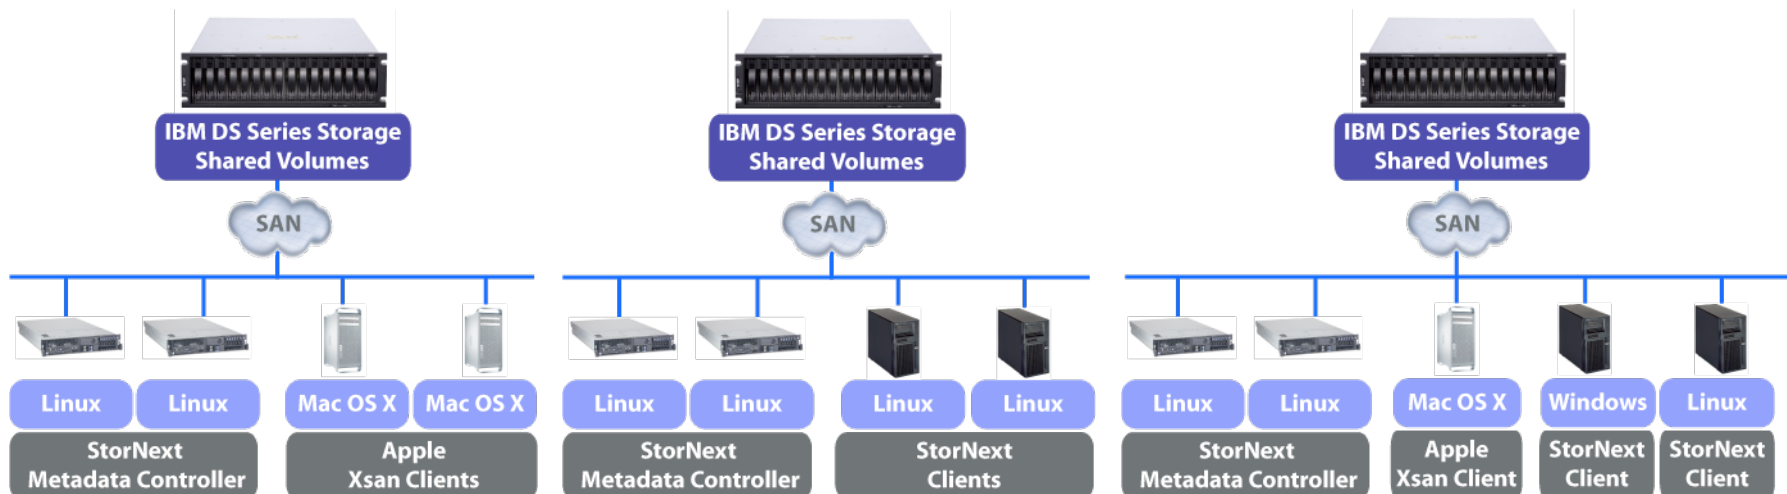 IBM DS Series Storage
Shared Volumes
SAN
Linux
Linux
Mac OS X
Mac OS X
StorNext
Metadata Controller
Apple
Xsan Clients
IBM DS Series Storage
Shared Volumes
SAN
Linux
Linux
Linux
Linux
StorNext
Metadata Controller
StorNext
Clients
IBM DS Series Storage
Shared Volumes
SAN
Linux
Linux
Mac OS X
Windows
Linux
StorNext
Metadata Controller
Apple
Xsan Client
StorNext
Client
StorNext
Client